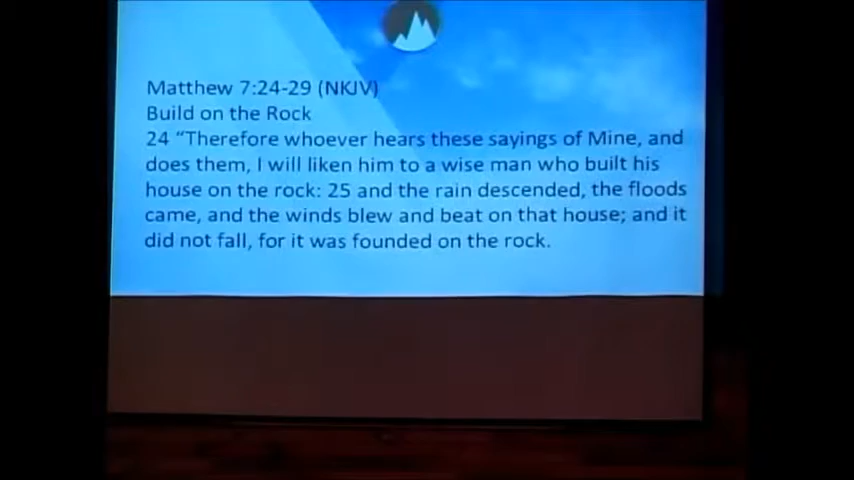 Matthew 7:24-29 (NKJV)
Build on the Rock
24 “Therefore whoever hears these sayings of Mine, and
does them, I will liken him to a wise man who built his
house on the rock: 25 and the rain descended, the floods
came, and the winds blew and beat on that house; and it
did not fall, for it was founded on the rock.